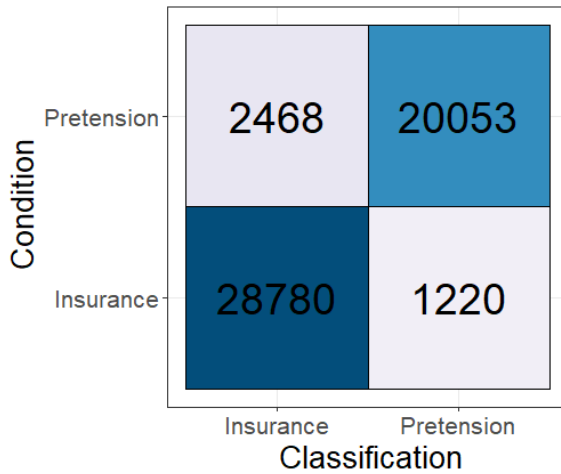 Condition
Pretension
2468 20053
Insurance
28780 1220
Insurance Pretension
Classification